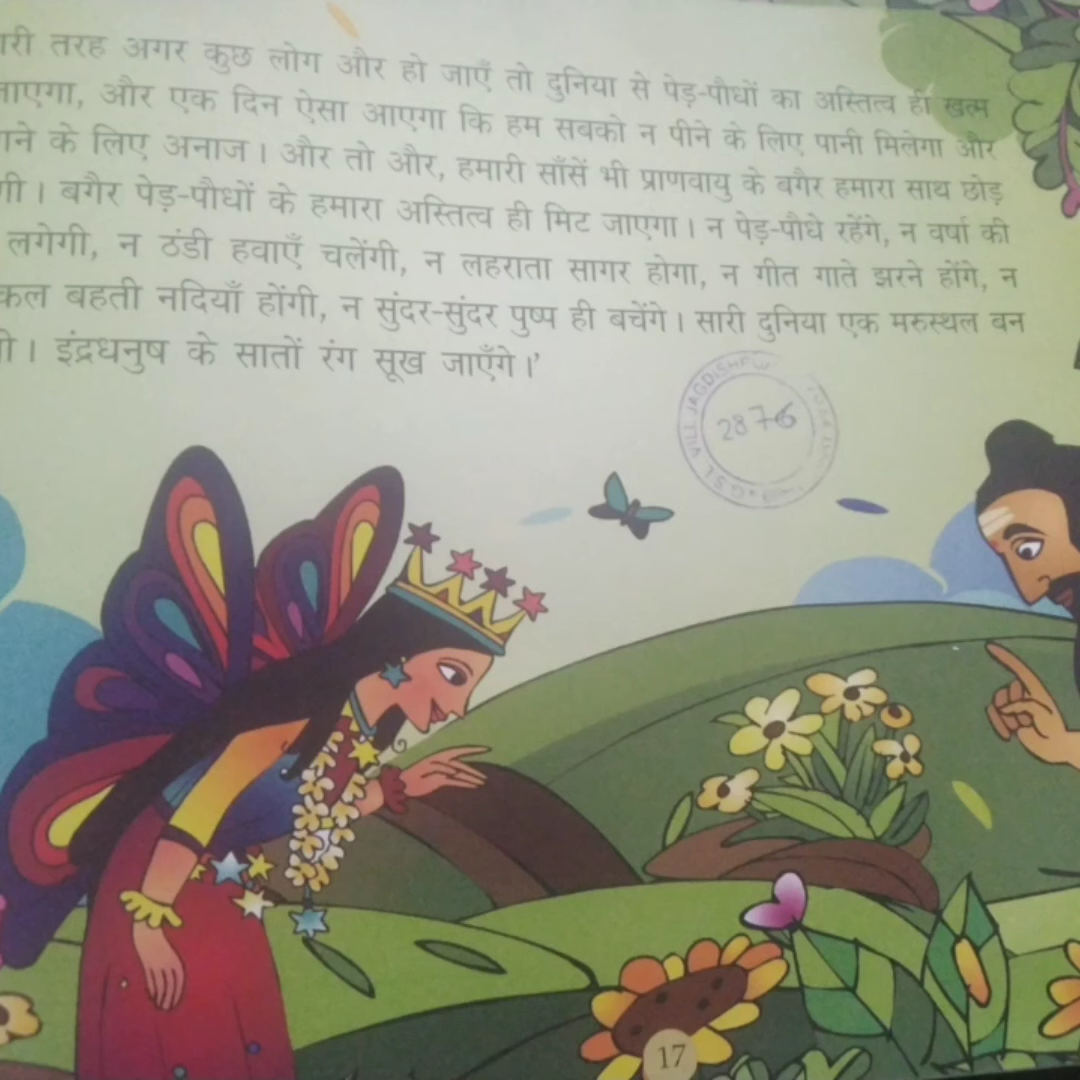 तरह अगर कुछ लोग और हो जाएँ तो दुनिया से पेड़-पौधों का अस्तित्व ही खत्म
और एक दिन ऐसा आएगा कि हम सबको न पीने के लिए पानी मिलेगा और
के लिए अनाज। और तो और, हमारी साँसें भी प्राणवायु के बगैर हमारा साथ छोड़
बगैर पेड़-पौधों के हमारा अस्तित्व ही मिट जाएगा। न पेड़-पौधे रहेंगे, न वर्षा की
लगेगी, न ठंडी हवाएँ चलेंगी, न लहराता सागर होगा, न गीत गाते झरने होंगे, न
बहती नदियाँ होंगी, न सुंदर-सुंदर पुष्प ही बचेंगे। सारी दुनिया एक मरुस्थल बन
इंद्रधनुष के सातों रंग सूख जाएँगे।'
VILL JAGDISHPW
2876
17